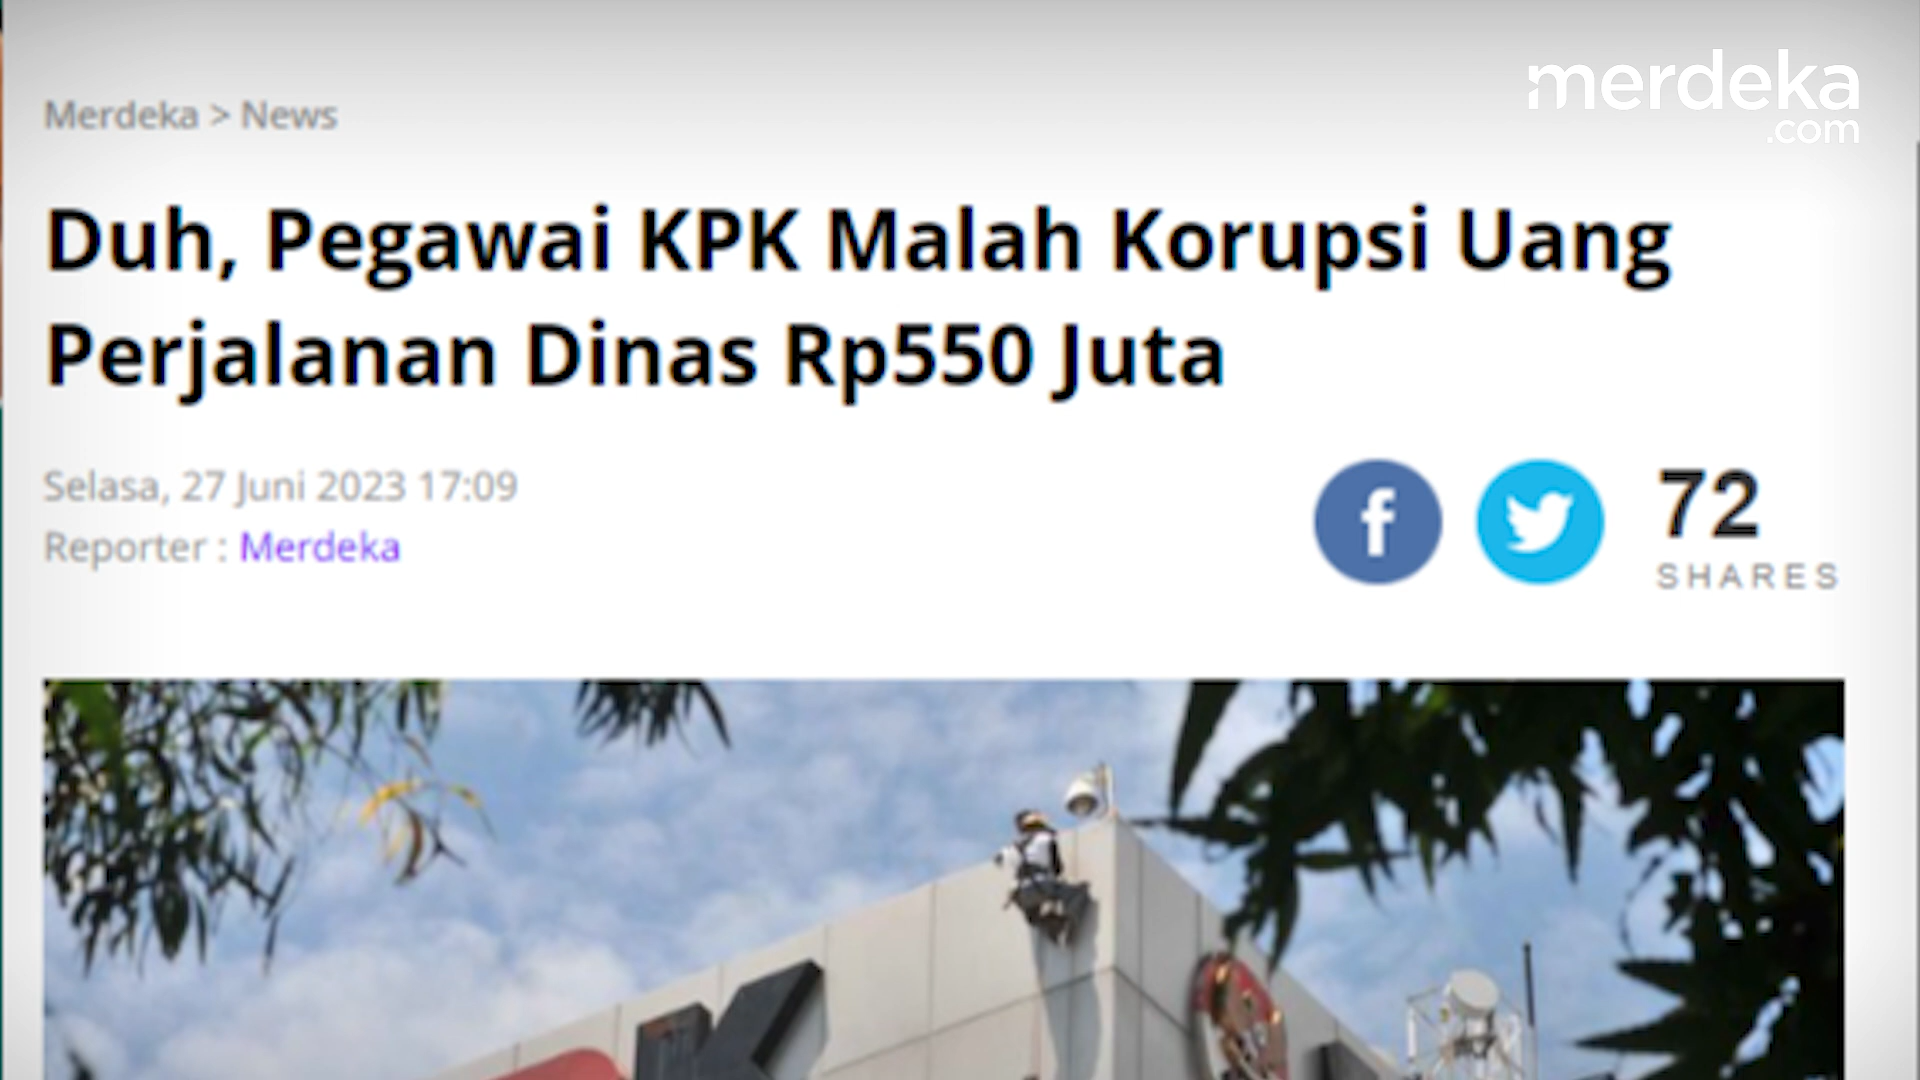 merdeka
.com
Merdeka > News
Duh, Pegawai KPK Malah Korupsi Uang
Perjalanan Dinas Rp550 Juta
Selasa, 27 Juni 2023 17:09
Reporter : Merdeka
72
SHARES
K